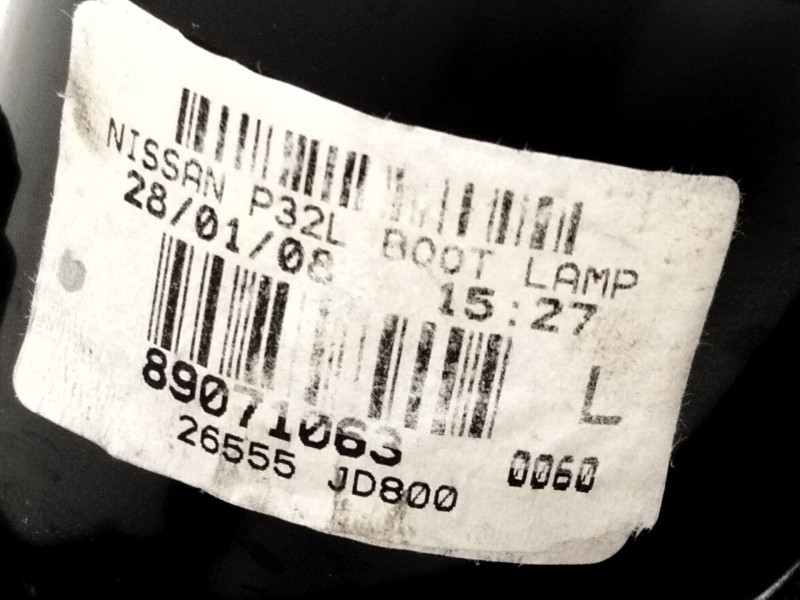 NISSAN P32L BOOT LAMP
28/01/08 15:27
89071063 L
26555 JD800 0060